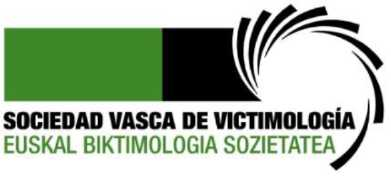 SOCIEDAD VASCA DE VICTIMOLOGÍA
EUSKAL BIKTIMOLOGIA SOZIETATEA